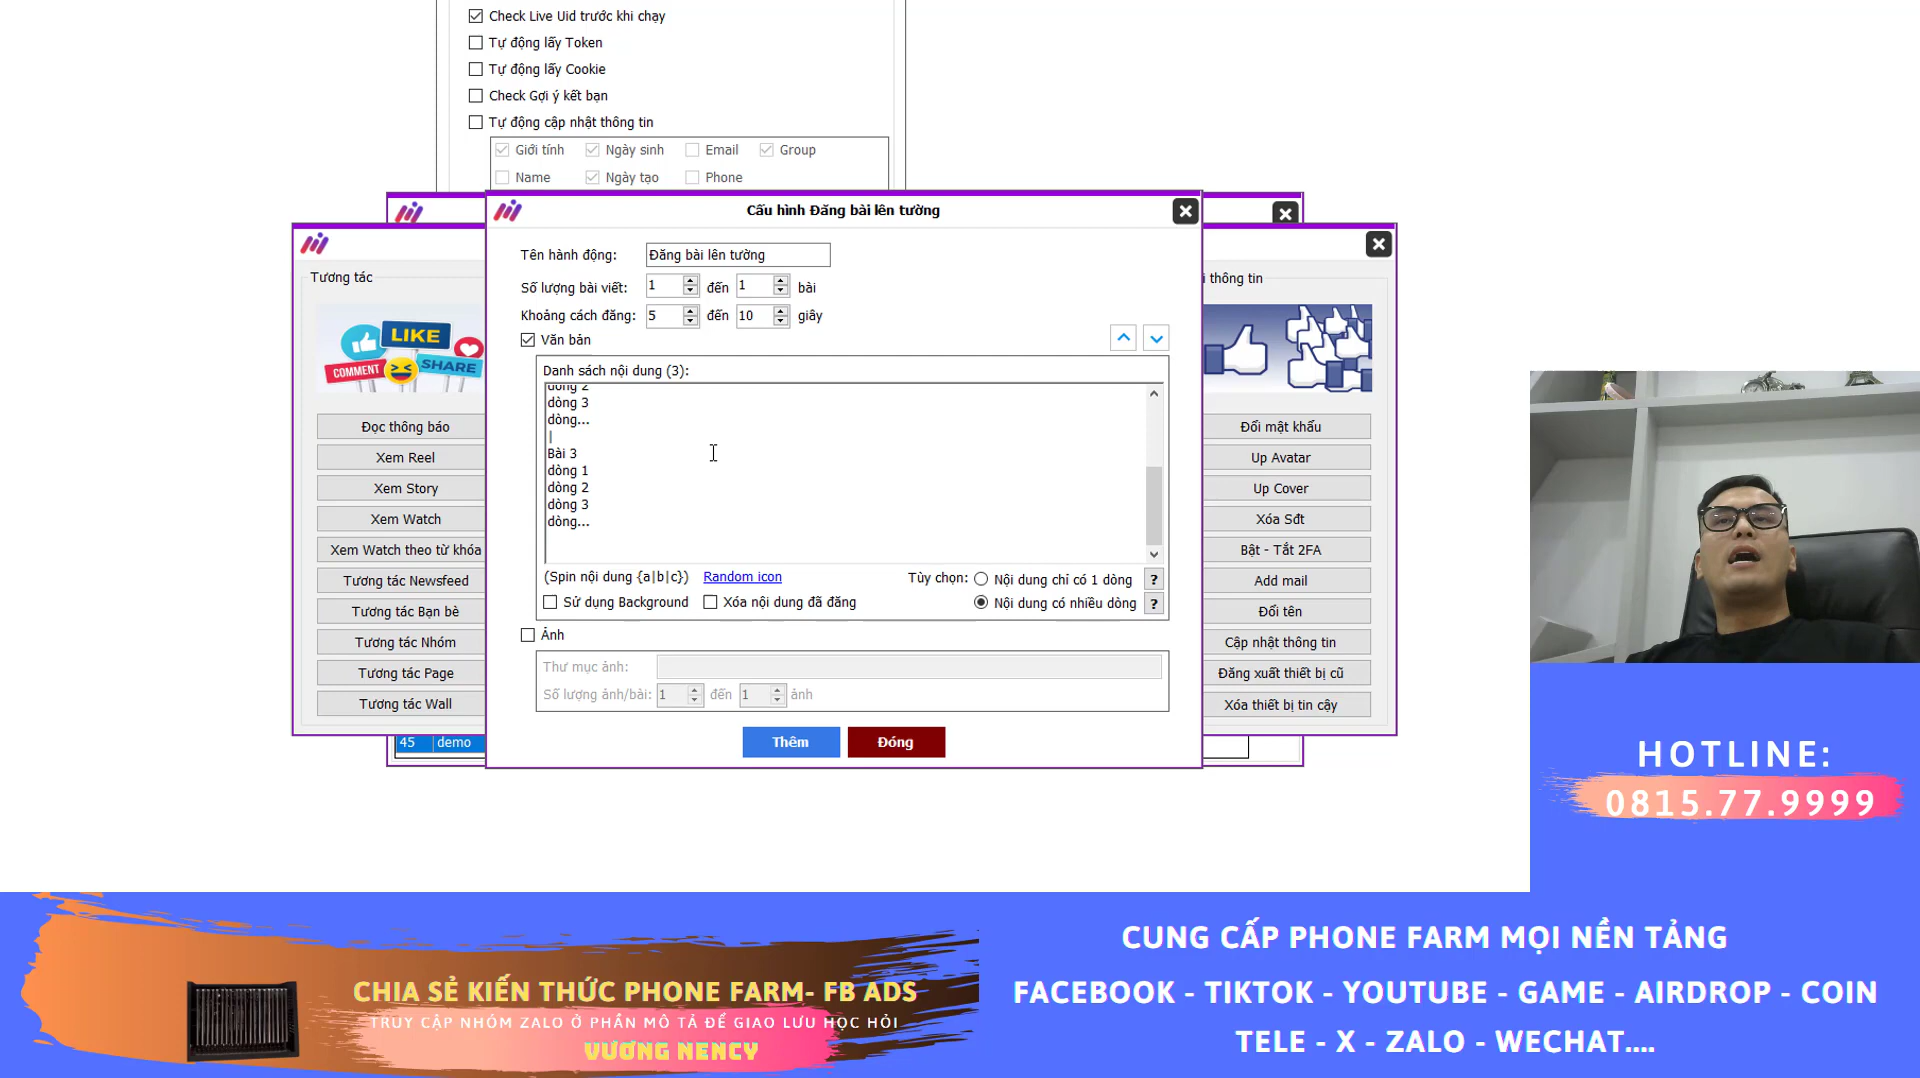 Check Live Uid trước khi chạy
Tự động lấy Token
Tự động lấy Cookie
Check Gợi ý kết bạn
Tự động cập nhật thông tin
Giới tính Ngày sinh Email Group
Name Ngày tạo Phone
Cấu hình Đăng bài lên tường
Tên hành động: Đăng bài lên tường
Số lượng bài viết: 1 đến 1 bài
Khoảng cách đăng: 5 đến 10 giây
Văn bản
Danh sách nội dung (3):
dòng 2
dòng 3
dòng...
|
Bài 3
dòng 1
dòng 2
dòng 3
dòng...
(Spin nội dung {a|b|c}) Random icon
Tùy chọn: Nội dung chỉ có 1 dòng ?
Sử dụng Background Xóa nội dung đã đăng
Nội dung có nhiều dòng ?
Ảnh
Thư mục ảnh:
Số lượng ảnh/bài: 1 đến 1 ảnh
Thêm Đóng
Tương tác
LIKE
COMMENT
SHARE
Đọc thông báo
Xem Reel
Xem Story
Xem Watch
Xem Watch theo từ khóa
Tương tác Newsfeed
Tương tác Bạn bè
Tương tác Nhóm
Tương tác Page
Tương tác Wall
45 demo
i thông tin
Đổi mật khẩu
Up Avatar
Up Cover
Xóa Sđt
Bật - Tắt 2FA
Add mail
Đổi tên
Cập nhật thông tin
Đăng xuất thiết bị cũ
Xóa thiết bị tin cậy
HOTLINE:
0815.77.9999
CHIA SẺ KIẾN THỨC PHONE FARM- FB ADS
TRUY CẬP NHÓM ZALO Ở PHẦN MÔ TẢ ĐỂ GIAO LƯU HỌC HỎI
VƯƠNG NENCY
CUNG CẤP PHONE FARM MỌI NỀN TẢNG
FACEBOOK - TIKTOK - YOUTUBE - GAME - AIRDROP - COIN
TELE - X - ZALO - WECHAT....